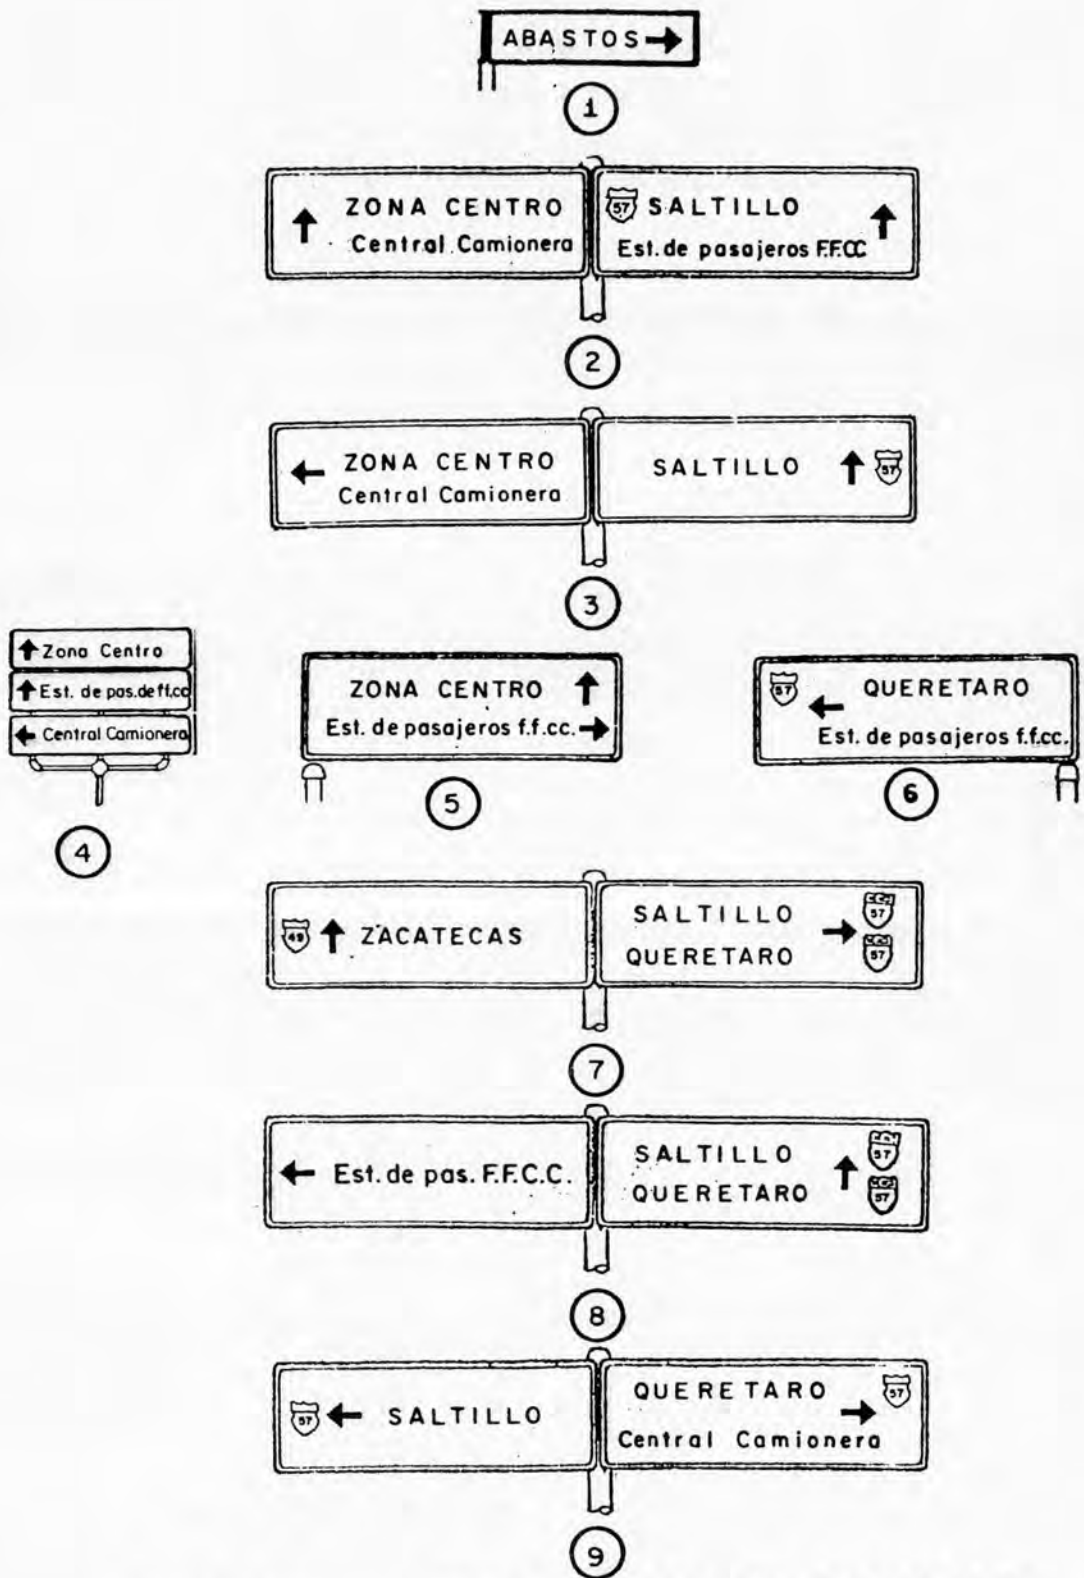 ABASTOS
1
ZONA CENTRO
Central Camionera
57 SALTILLO
Est. de pasajeros F.F.CC
2
ZONA CENTRO
Central Camionera
SALTILLO 57
3
Zona Centro
Est. de pas. de ff.cc
Central Camionera
4
ZONA CENTRO
Est. de pasajeros f.f.cc.
5
57 QUERETARO
Est. de pasajeros f.f.cc.
6
49 ZACATECAS
SALTILLO 57
QUERETARO 57
7
Est. de pas. F.F.C.C.
SALTILLO 57
QUERETARO 57
8
57 SALTILLO
QUERETARO 57
Central Camionera
9